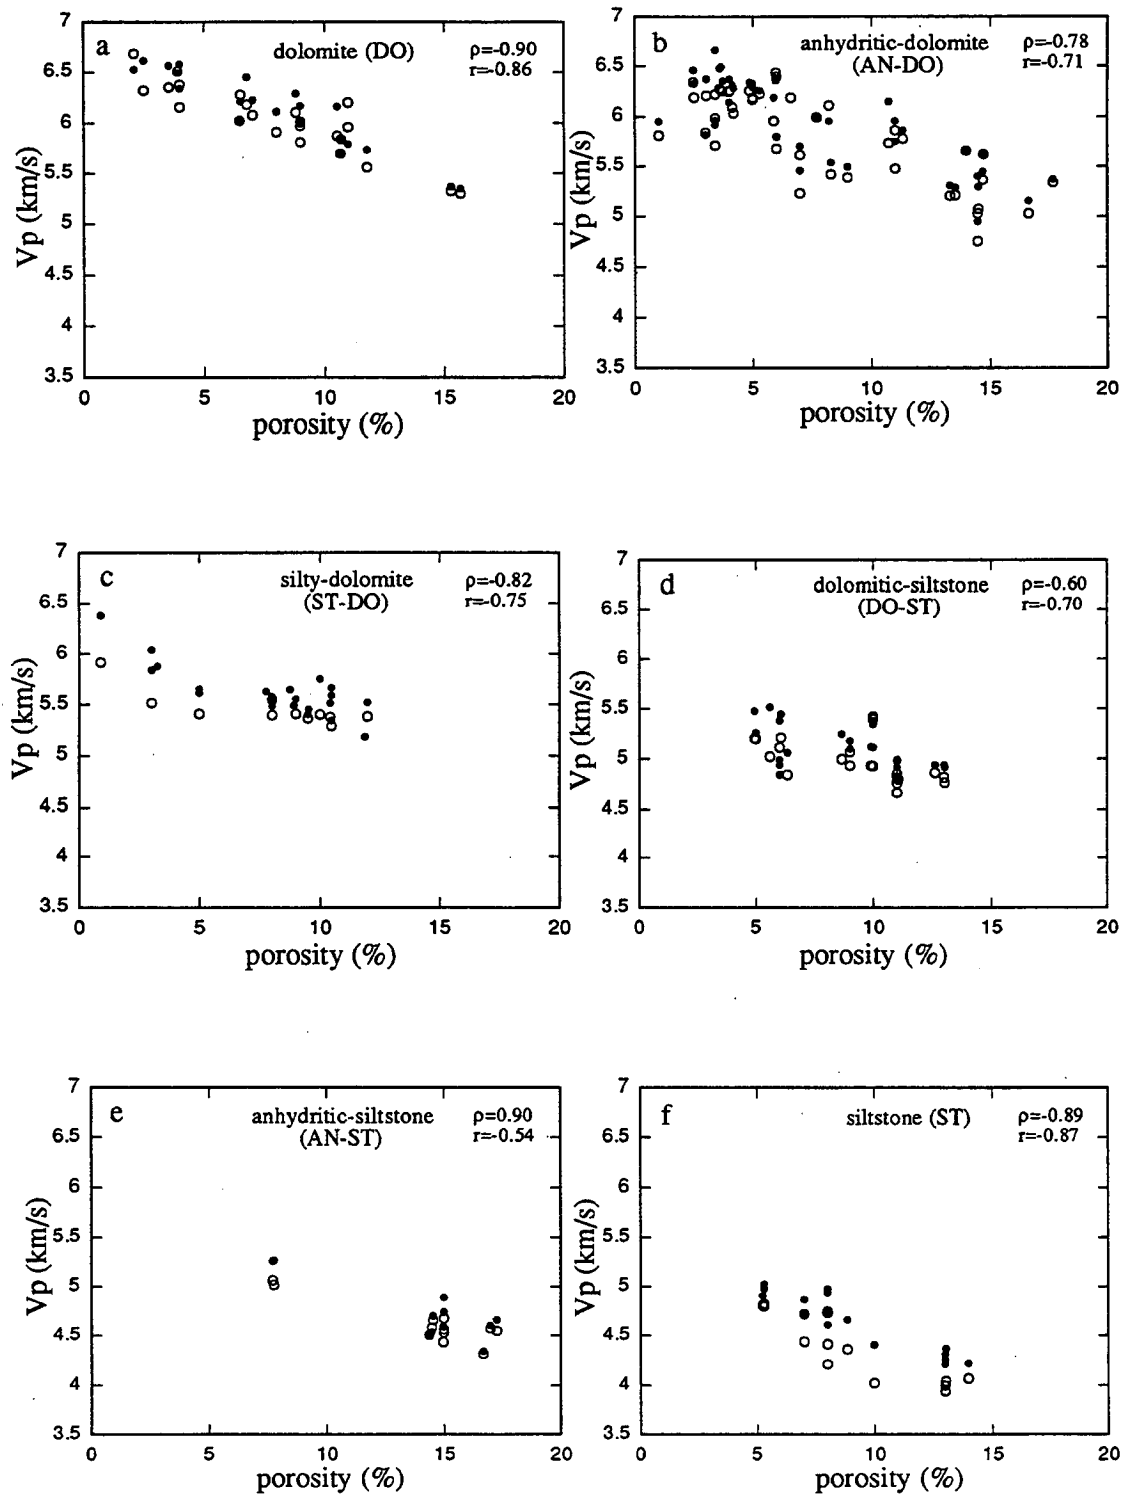 a
dolomite (DO)
ρ=-0.90
r=-0.86
7
6.5
6
5.5
5
4.5
4
3.5
Vp (km/s)
0 5 10 15 20
porosity (%)
b
anhydritic-dolomite
(AN-DO)
ρ=-0.78
r=-0.71
7
6.5
6
5.5
5
4.5
4
3.5
Vp (km/s)
0 5 10 15 20
porosity (%)
c
silty-dolomite
(ST-DO)
ρ=-0.82
r=-0.75
7
6.5
6
5.5
5
4.5
4
3.5
Vp (km/s)
0 5 10 15 20
porosity (%)
d
dolomitic-siltstone
(DO-ST)
ρ=-0.60
r=-0.70
7
6.5
6
5.5
5
4.5
4
3.5
Vp (km/s)
0 5 10 15 20
porosity (%)
e
anhydritic-siltstone
(AN-ST)
ρ=0.90
r=-0.54
7
6.5
6
5.5
5
4.5
4
3.5
Vp (km/s)
0 5 10 15 20
porosity (%)
f
siltstone (ST)
ρ=-0.89
r=-0.87
7
6.5
6
5.5
5
4.5
4
3.5
Vp (km/s)
0 5 10 15 20
porosity (%)